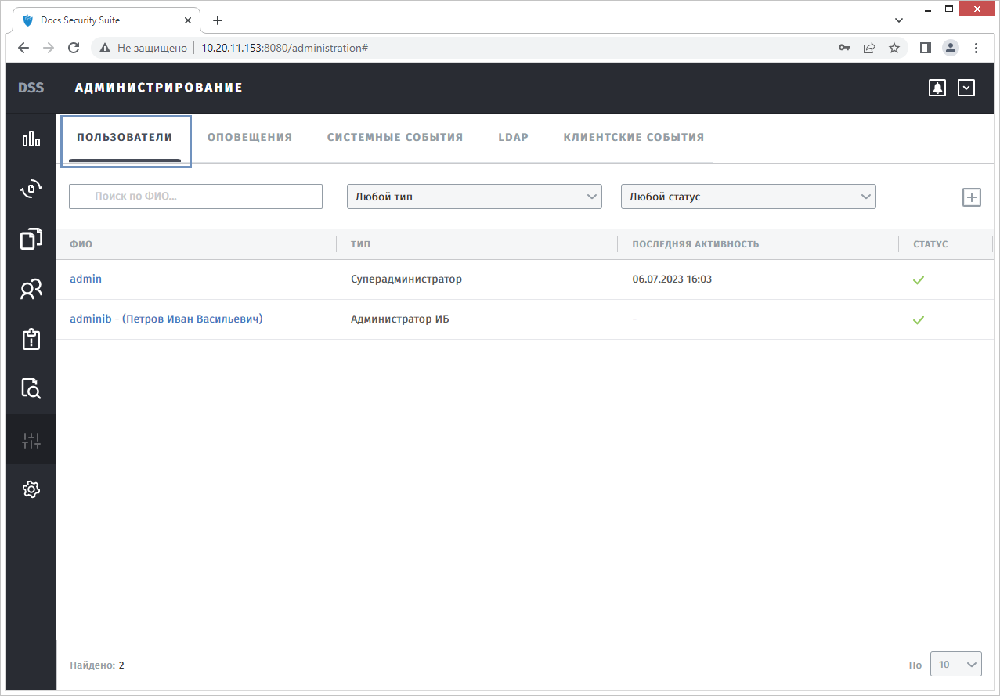 Docs Security Suite
Не защищено 10.20.11.153:8080/administration#
DSS АДМИНИСТРИРОВАНИЕ
ПОЛЬЗОВАТЕЛИ ОПОВЕЩЕНИЯ СИСТЕМНЫЕ СОБЫТИЯ LDAP КЛИЕНТСКИЕ СОБЫТИЯ
Поиск по ФИО... Любой тип Любой статус
ФИО ТИП ПОСЛЕДНЯЯ АКТИВНОСТЬ СТАТУС
admin Суперадминистратор 06.07.2023 16:03
adminib - (Петров Иван Васильевич) Администратор ИБ -
Найдено: 2 По 10